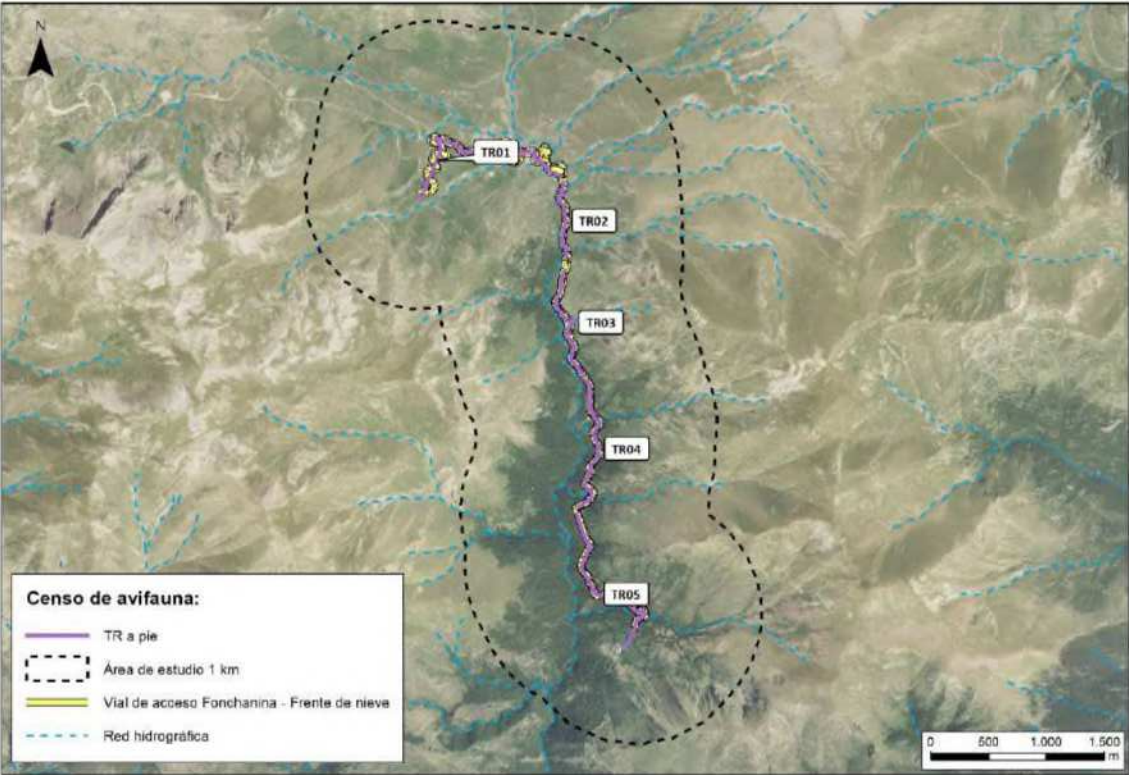 N
TR01
TR02
TR03
TR04
TR05
Censo de avifauna:
TR a pie
Área de estudio 1 km
Vial de acceso Fonchanina - Frente de nieve
Red hidrográfica
0 500 1.000 1.500
m